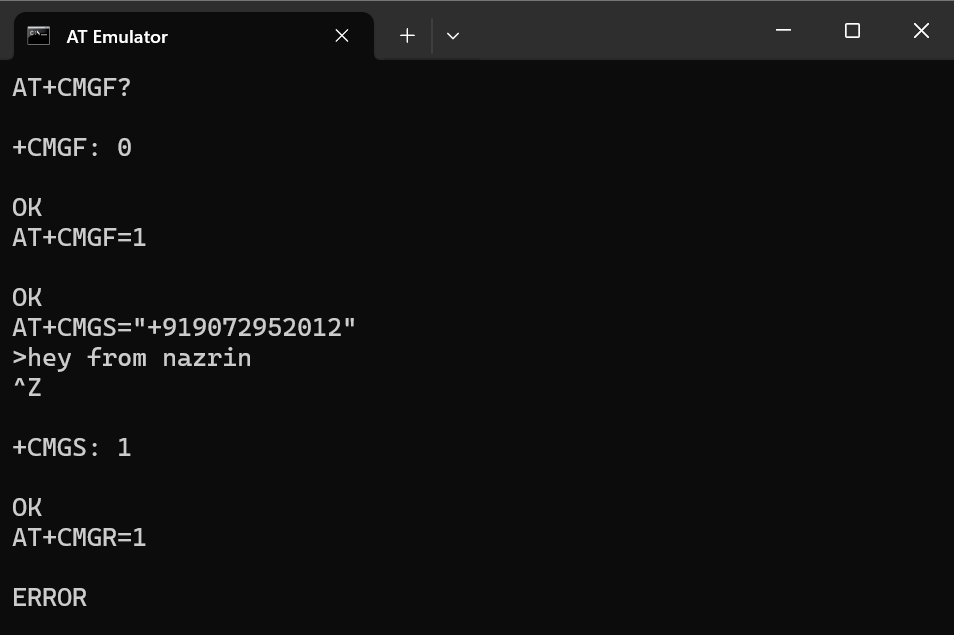 AT Emulator
AT+CMGF?
+CMGF: 0
OK
AT+CMGF=1
OK
AT+CMGS="+919072952012"
>hey from nazrin
^Z
+CMGS: 1
OK
AT+CMGR=1
ERROR